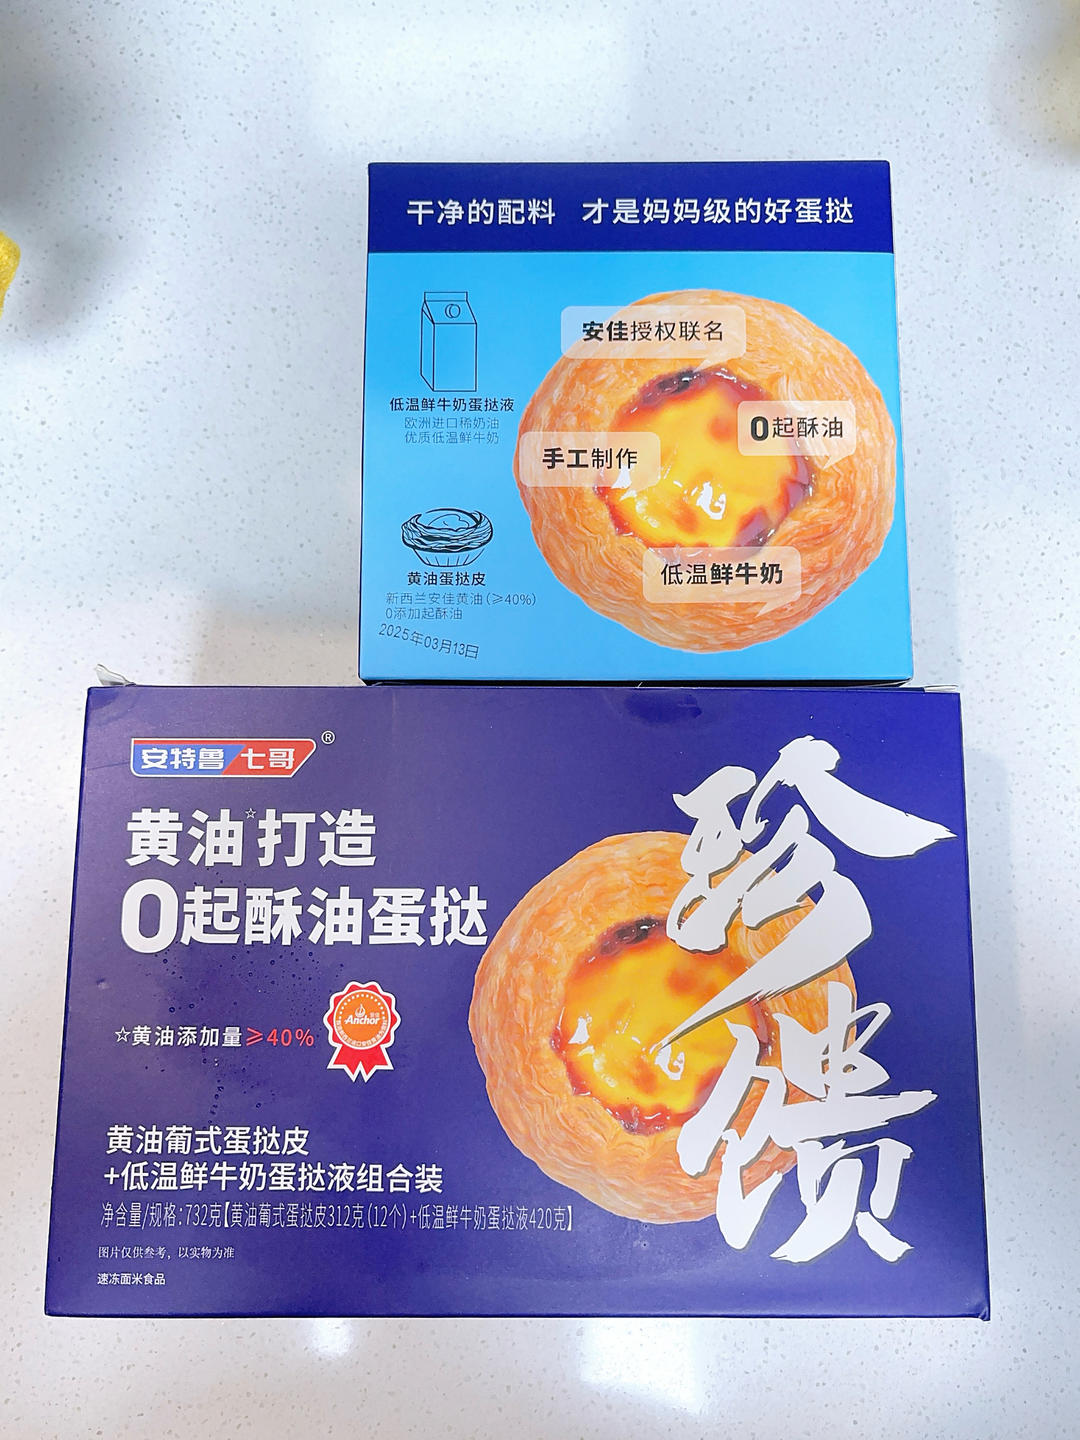 干净的配料 才是妈妈级的好蛋挞
安佳授权联名
0起酥油
手工制作
低温鲜牛奶
低温鲜牛奶蛋挞液
欧洲进口稀奶油
优质低温鲜牛奶
黄油蛋挞皮
新西兰安佳黄油(≥40%)
0添加起酥油
2025年03月13日
安特鲁 七哥®
黄油☆打造
0起酥油蛋挞
珍馈
☆黄油添加量≥40%
安佳
Anchor
黄油葡式蛋挞皮
+低温鲜牛奶蛋挞液组合装
净含量/规格:732克【黄油葡式蛋挞皮312克(12个)+低温鲜牛奶蛋挞液420克】
图片仅供参考，以实物为准
速冻面米食品